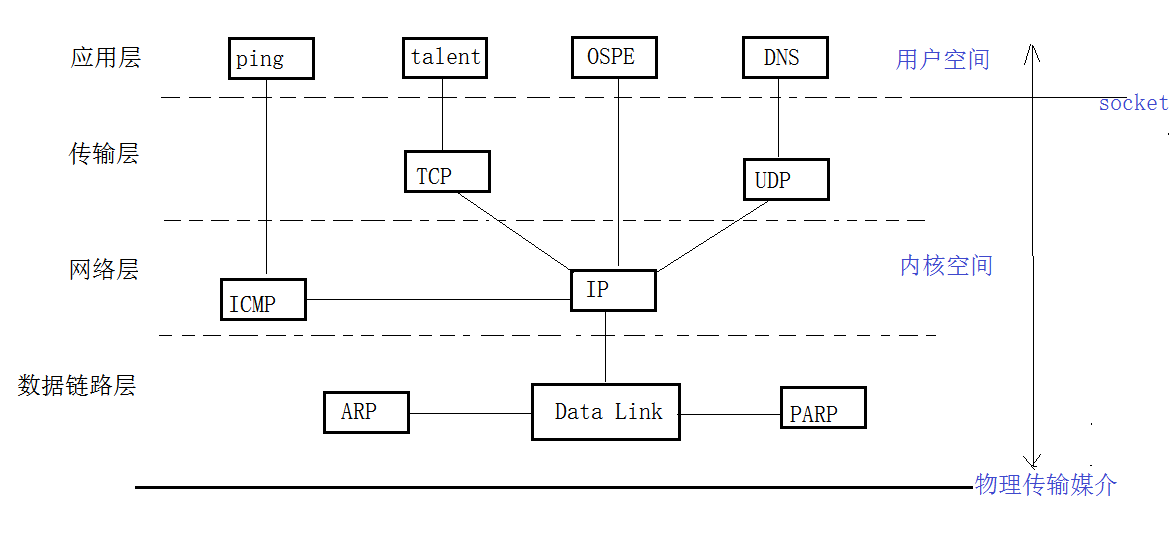 应用层
ping
talent
OSPE
DNS
用户空间
socket
传输层
TCP
UDP
网络层
ICMP
IP
内核空间
数据链路层
ARP
Data Link
PARP
物理传输媒介